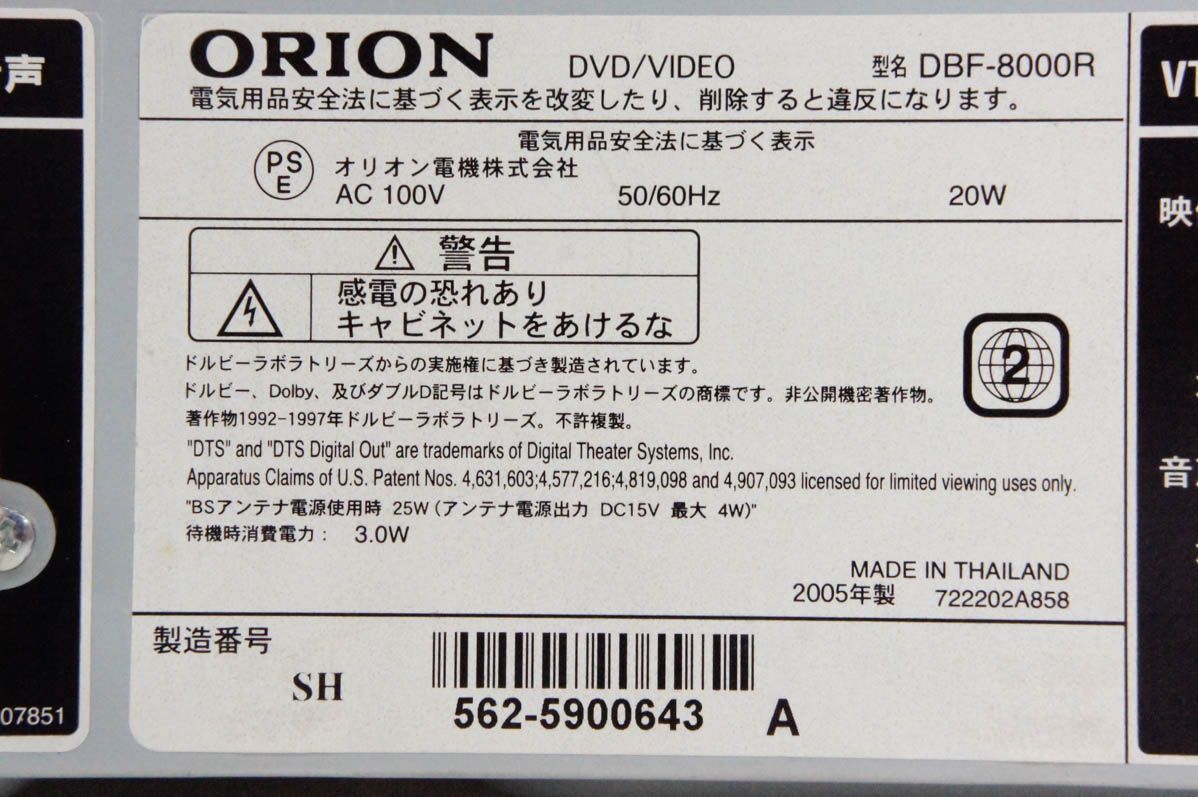 ORION DVD/VIDEO 型名 DBF-8000R
電気用品安全法に基づく表示を改変したり、削除すると違反になります。
電気用品安全法に基づく表示
PS
E
オリオン電機株式会社
AC 100V 50/60Hz 20W
警告
感電の恐れあり
キャビネットをあけるな
2
ドルビーラボラトリーズからの実施権に基づき製造されています。
ドルビー、Dolby、及びダブルD記号はドルビーラボラトリーズの商標です。非公開機密著作物。
著作物1992-1997年ドルビーラボラトリーズ。不許複製。
"DTS" and "DTS Digital Out" are trademarks of Digital Theater Systems, Inc.
Apparatus Claims of U.S. Patent Nos. 4,631,603;4,577,216;4,819,098 and 4,907,093 licensed for limited viewing uses only.
"BSアンテナ電源使用時 25W (アンテナ電源出力 DC15V 最大 4W)"
待機時消費電力： 3.0W
MADE IN THAILAND
2005年製 722202A858
製造番号
SH
562-5900643 A
声
07851
VT
映
音